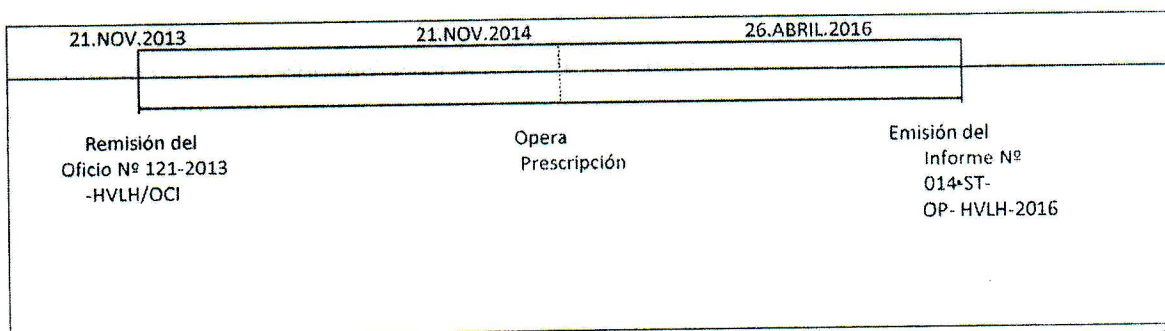 21.NOV.2013 21.NOV.2014 26.ABRIL.2016
Remisión del
Oficio Nº 121-2013
-HVLH/OCI
Opera
Prescripción
Emisión del
Informe Nº
014-ST-
OP- HVLH-2016